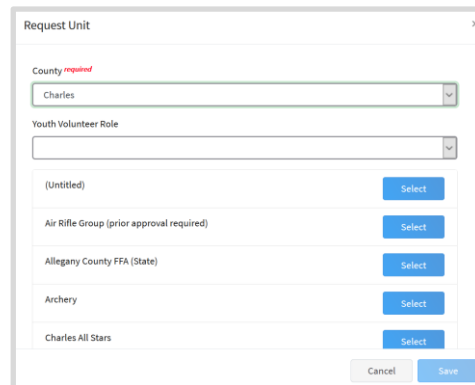 Request Unit
County required
Charles
Youth Volunteer Role
(Untitled) Select
Air Rifle Group (prior approval required) Select
Allegany County FFA (State) Select
Archery Select
Charles All Stars Select
Cancel Save